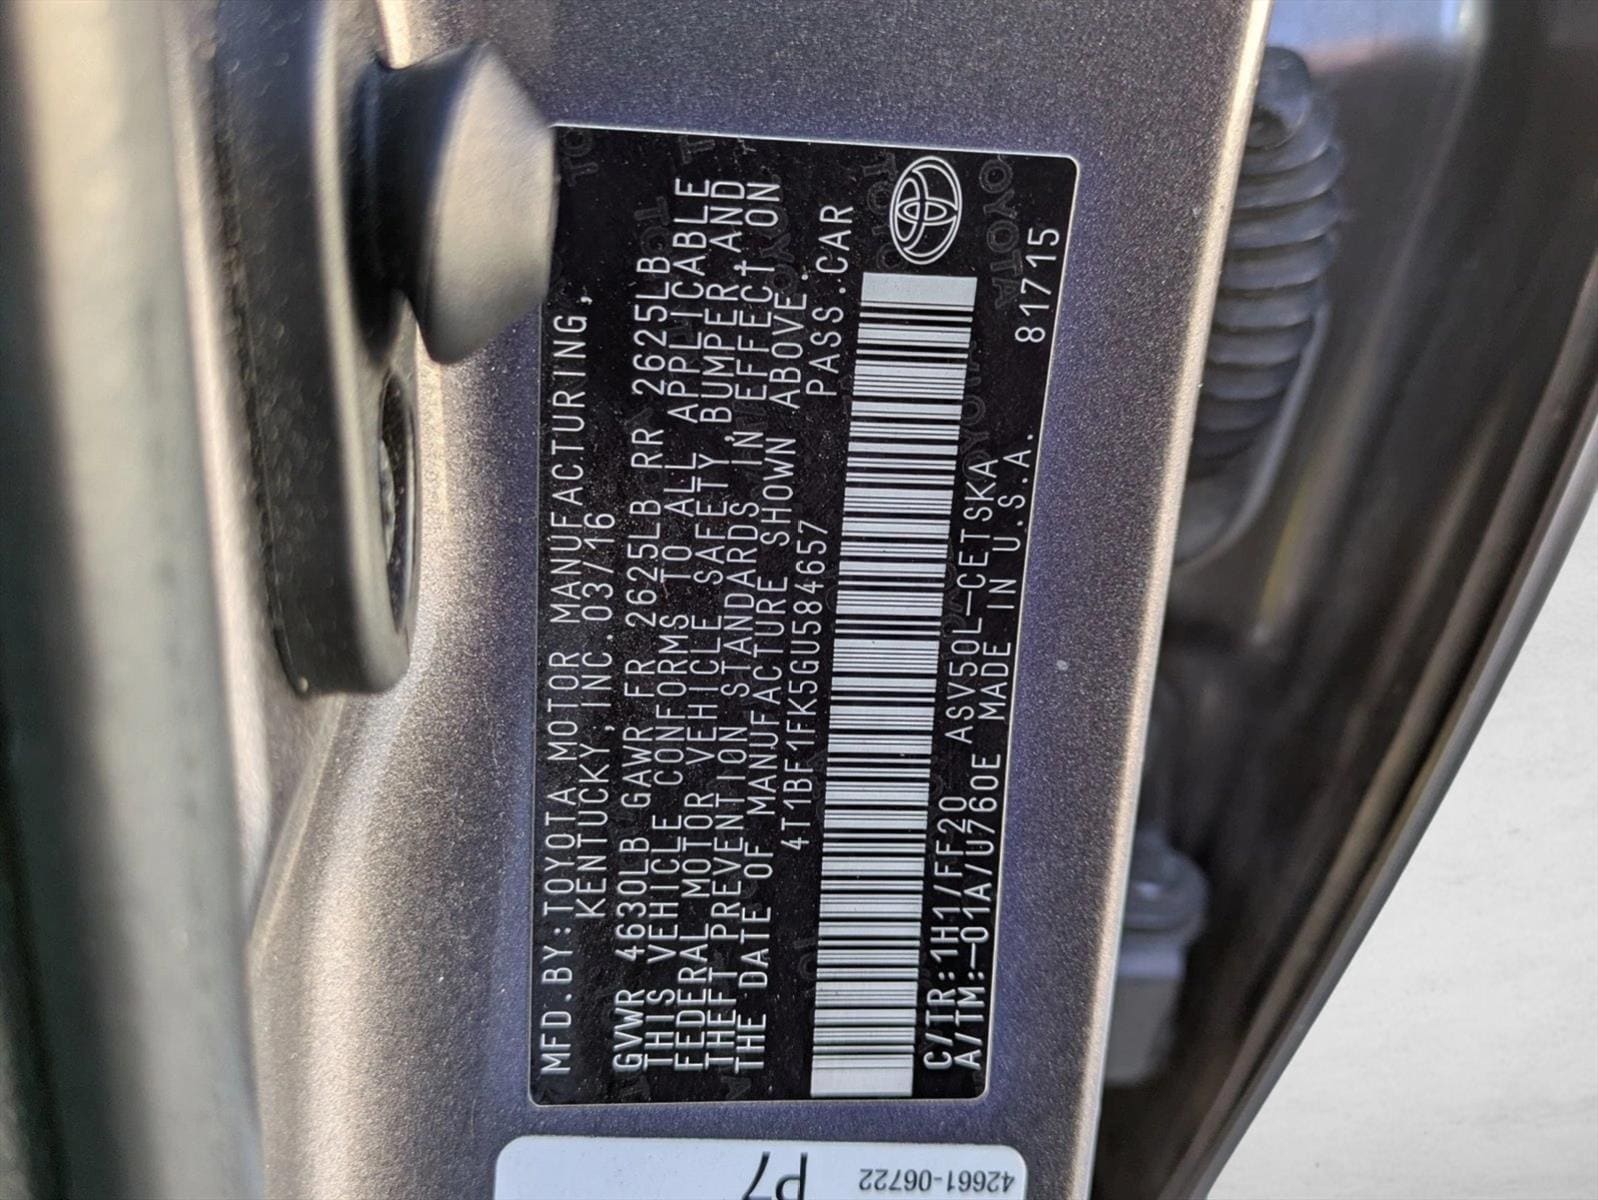 MFD.BY:TOYOTA MOTOR MANUFACTURING,
KENTUCKY,INC.03/16
GVWR 4630LB GAWR FR 2625LB RR 2625LB
THIS VEHICLE CONFORMS TO ALL APPLICABLE
FEDERAL MOTOR VEHICLE SAFETY,BUMPER,AND
THEFT PREVENTION STANDARDS IN EFFECT ON
THE DATE OF MANUFACTURE SHOWN ABOVE.
4T1BF1FK5GU584657 PASS.CAR
C/TR:1H1/FF20 ASV50L-CETSKA
A/TM:-01A/U760E MADE IN U.S.A. 81715
42661-06722